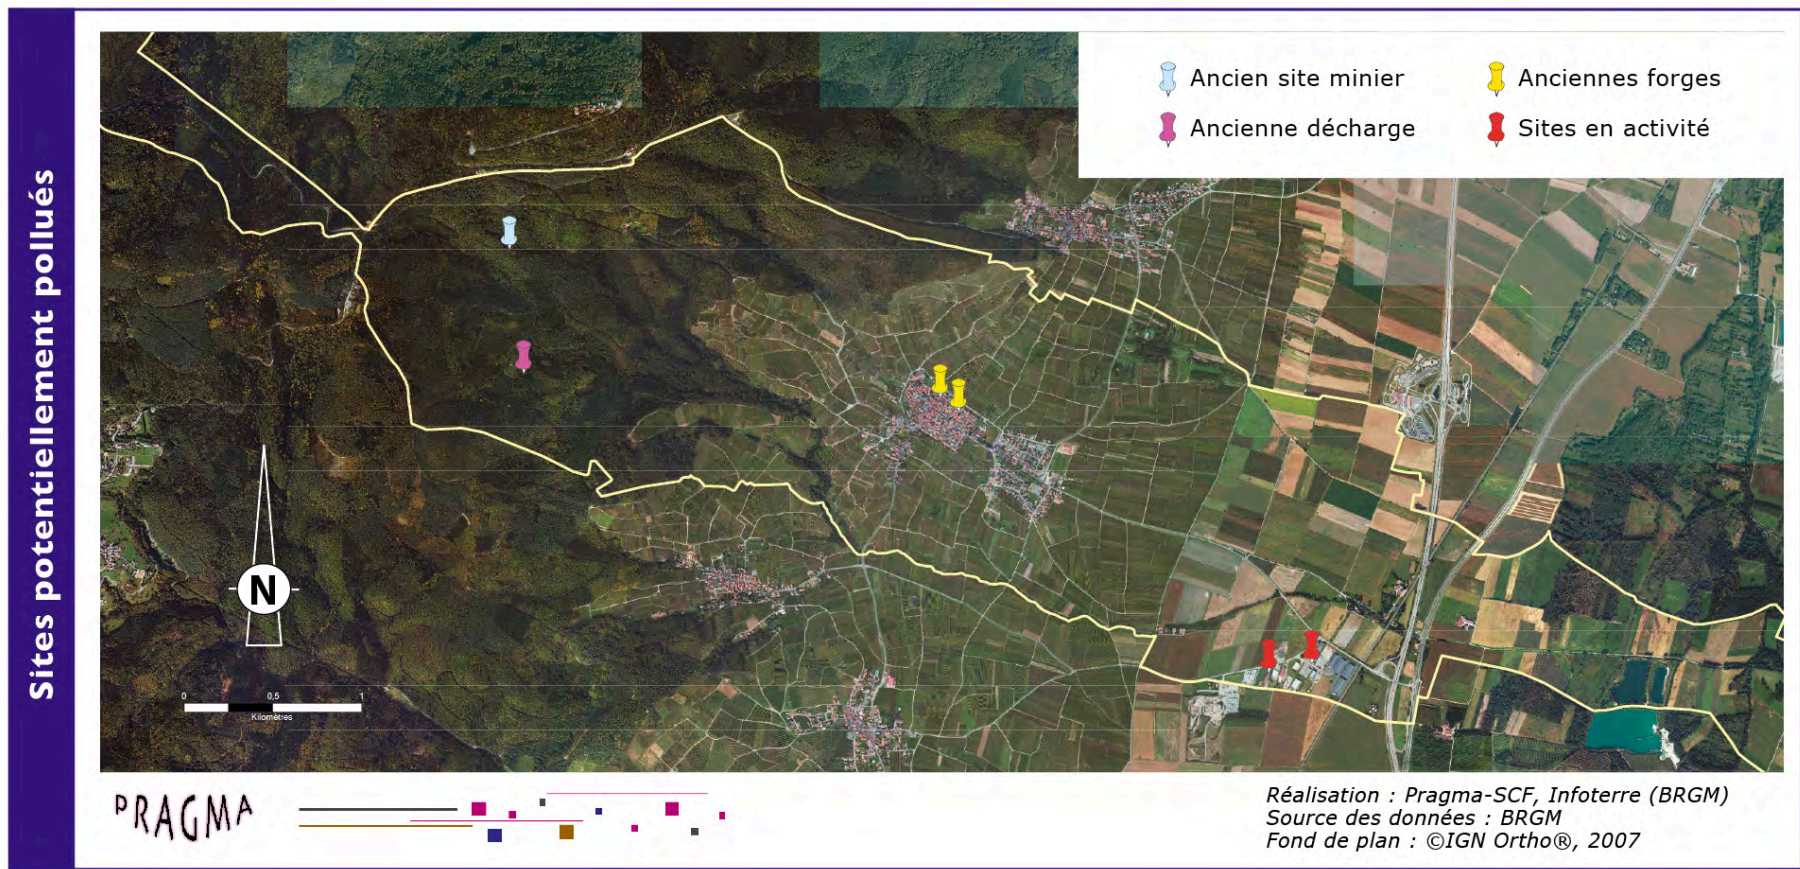 Sites potentiellement pollués
Ancien site minier
Anciennes forges
Ancienne décharge
Sites en activité
N
0 0,5 1
Kilomètres
PRAGMA
Réalisation : Pragma-SCF, Infoterre (BRGM)
Source des données : BRGM
Fond de plan : ©IGN Ortho®, 2007